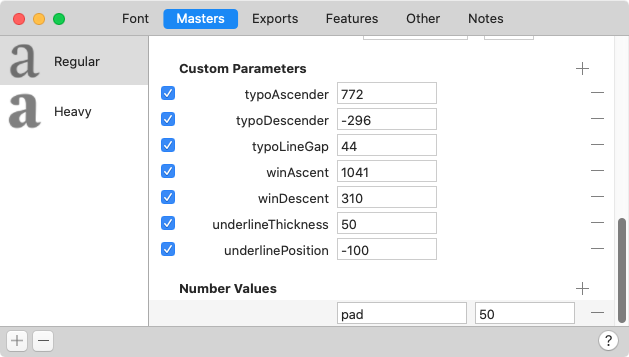 Font Masters Exports Features Other Notes
a Regular
a Heavy
Custom Parameters +
typoAscender 772
typoDescender -296
typoLineGap 44
winAscent 1041
winDescent 310
underlineThickness 50
underlinePosition -100
Number Values +
pad 50
+ — ?